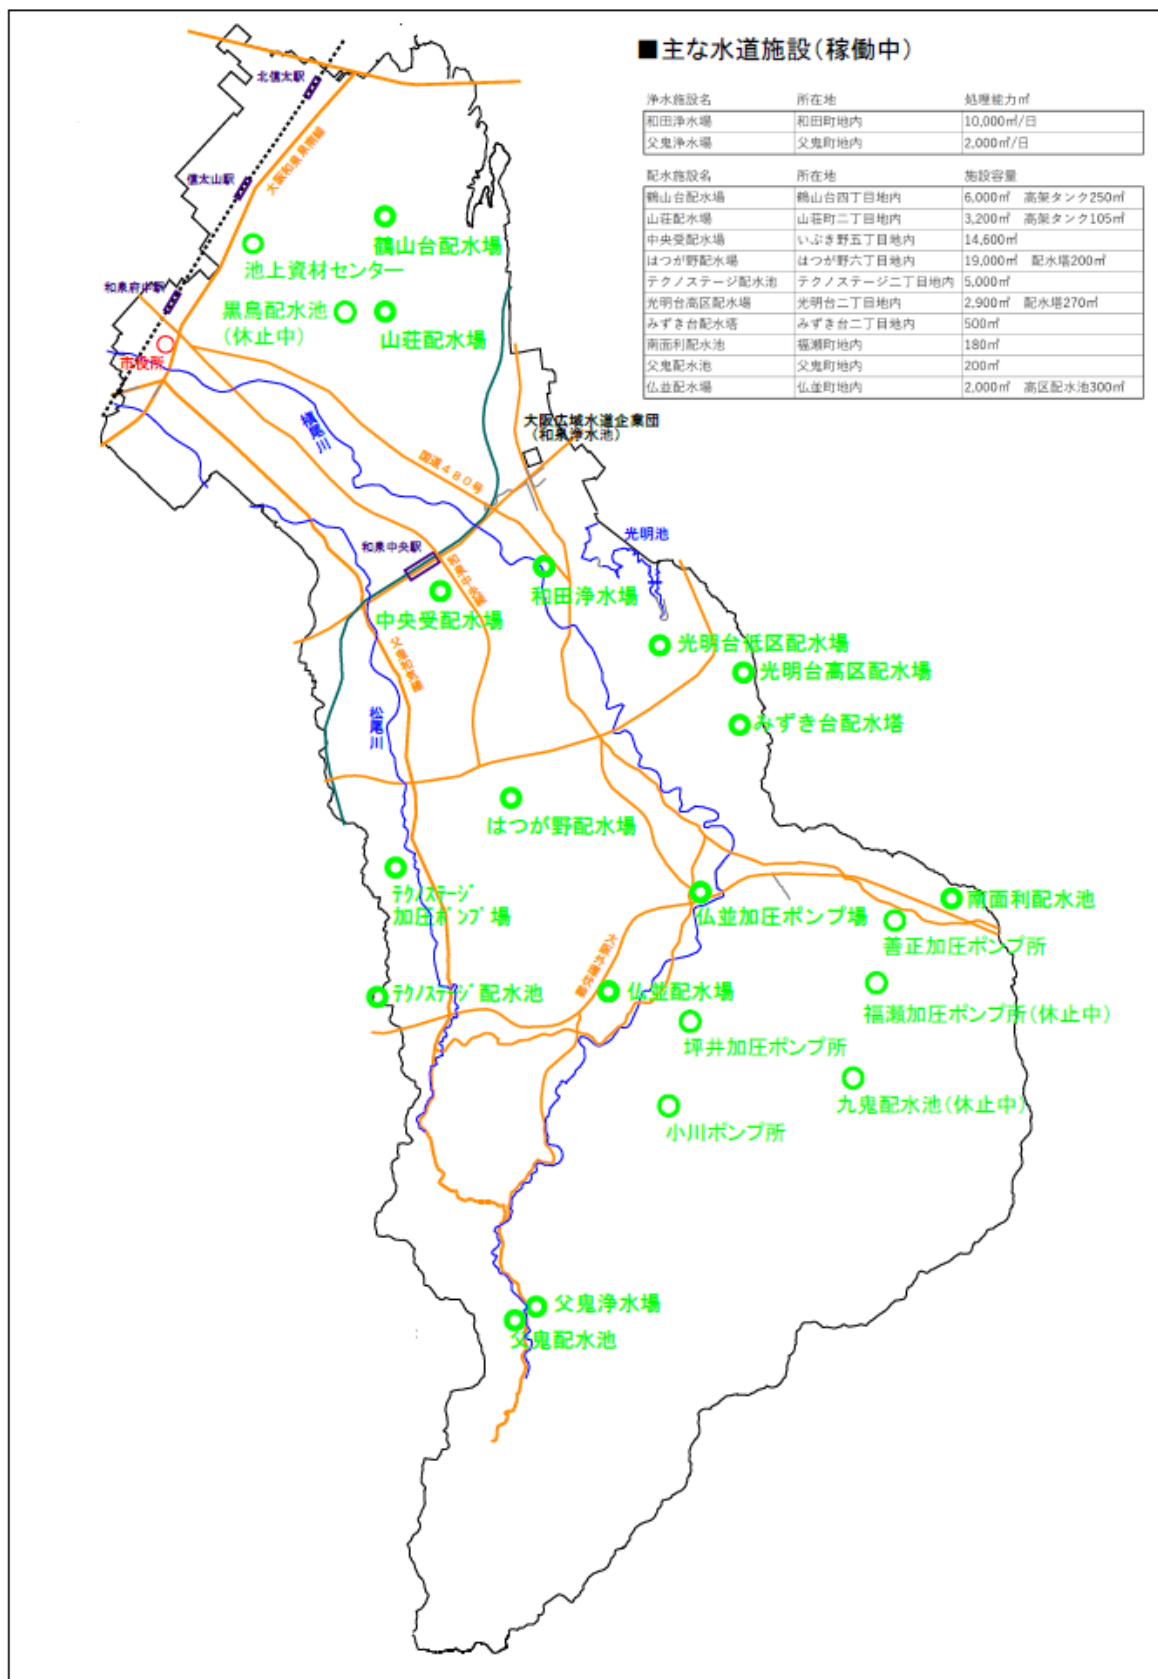 ■主な水道施設(稼働中)
浄水施設名 所在地 処理能力㎥
和田浄水場 和田町地内 10,000㎥/日
父鬼浄水場 父鬼町地内 2,000㎥/日
配水施設名 所在地 施設容量
鶴山台配水場 鶴山台四丁目地内 6,000㎥ 高架タンク250㎥
山荘配水場 山荘町二丁目地内 3,200㎥ 高架タンク105㎥
中央受配水場 いぶき野五丁目地内 14,600㎥
はつが野配水場 はつが野六丁目地内 19,000㎥ 配水塔200㎥
テクノステージ配水池 テクノステージ二丁目地内 5,000㎥
光明台高区配水場 光明台二丁目地内 2,900㎥ 配水塔270㎥
みずき台配水塔 みずき台二丁目地内 500㎥
南面利配水池 福瀬町地内 180㎥
父鬼配水池 父鬼町地内 200㎥
仏並配水場 仏並町地内 2,000㎥ 高区配水池300㎥
北信太駅
大阪和泉泉南線
信太山駅
鶴山台配水場
池上資材センター
和泉府中駅
黒鳥配水池
(休止中)
山荘配水場
市役所
槇尾川
大阪広域水道企業団
(和泉浄水池)
国道480号
光明池
和泉中央駅
和泉中央線
和田浄水場
中央受配水場
光明台低区配水場
光明台高区配水場
松尾川
みずき台配水塔
はつが野配水場
テクノステージ
加圧ポンプ場
仏並加圧ポンプ場
南面利配水池
善正加圧ポンプ所
大阪外環状線
テクノステージ配水池
仏並配水場
福瀬加圧ポンプ所(休止中)
坪井加圧ポンプ所
九鬼配水池(休止中)
小川ポンプ所
父鬼浄水場
父鬼配水池